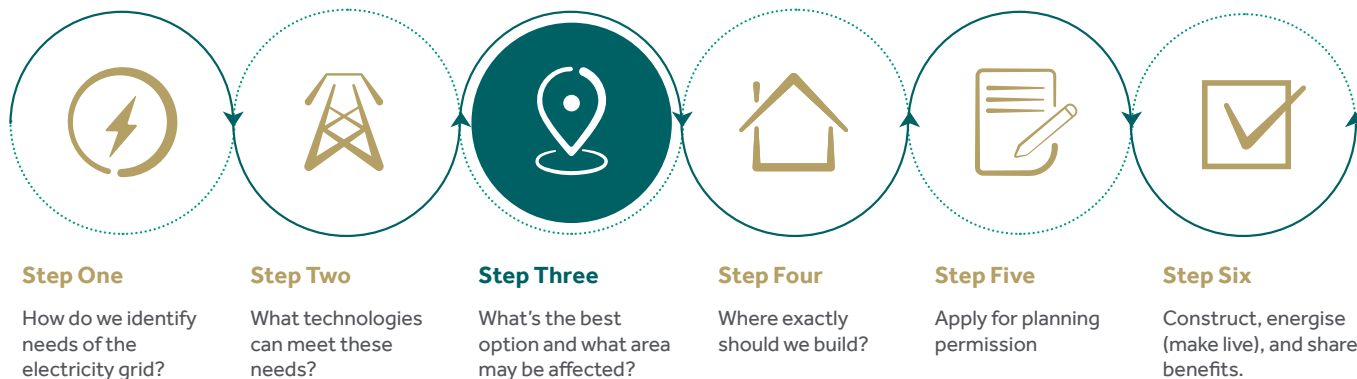 Step One
How do we identify
needs of the
electricity grid?
Step Two
What technologies
can meet these
needs?
Step Three
What's the best
option and what area
may be affected?
Step Four
Where exactly
should we build?
Step Five
Apply for planning
permission
Step Six
Construct, energise
(make live), and share
benefits.